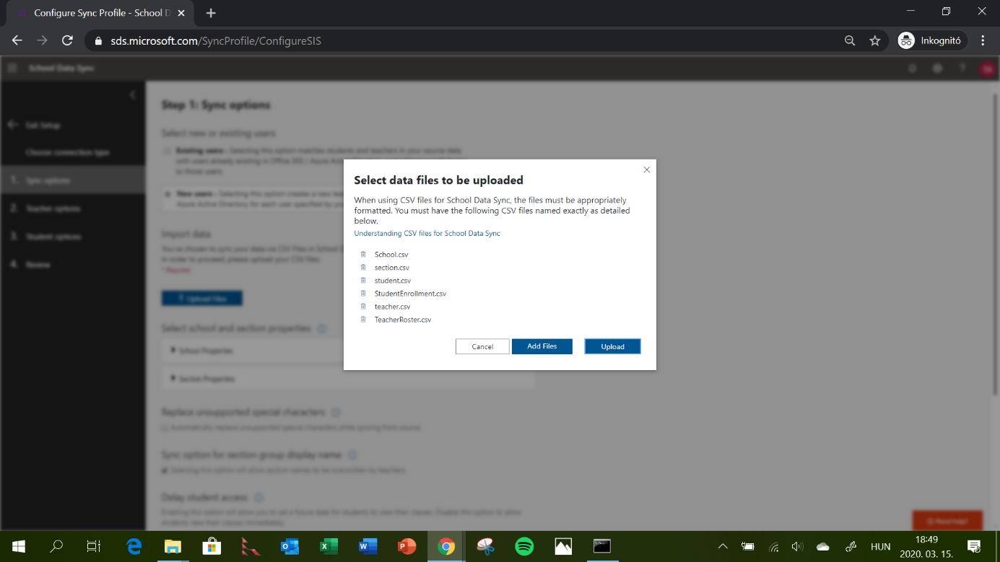 Configure Sync Profile - School D
sds.microsoft.com/SyncProfile/ConfigureSIS
Inkognitó
School Data Sync
Exit Setup
Choose connection type
1. Sync options
2. Teacher options
3. Student options
4. Review
Step 1: Sync options
Select new or existing users
Existing users - Selecting this option matches students and teachers in your source data
with users already existing in Office 365 / Azure Active
to those users.
New users - Selecting this option creates a new
Azure Active Directory for each user specified by
Import data
You've chosen to sync your data via CSV Files in School
In order to proceed, please upload your CSV files.
* Required
Upload Files
Select school and section properties
School Properties
Section Properties
Replace unsupported special characters
Automatically replace unsupported special characters while syncing from source.
Sync option for section group display name
Selecting this option will allow section names to be overwritten by teachers.
Delay student access
Enabling this option will allow you to set a future date for students to view their classes. Disable this option to allow
students view their classes immediately.
Need help?
Select data files to be uploaded
When using CSV files for School Data Sync, the files must be appropriately
formatted. You must have the following CSV files named exactly as detailed
below.
Understanding CSV files for School Data Sync
School.csv
section.csv
student.csv
StudentEnrollment.csv
teacher.csv
TeacherRoster.csv
Cancel
Add Files
Upload
HUN
18:49
2020. 03. 15.